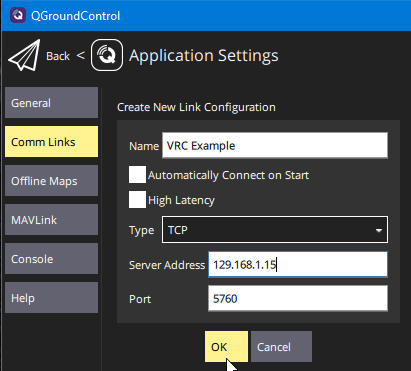 QGroundControl
Back < Application Settings
General
Comm Links
Offline Maps
MAVLink
Console
Help
Create New Link Configuration
Name VRC Example
Automatically Connect on Start
High Latency
Type TCP
Server Address 129.168.1.15
Port 5760
OK Cancel